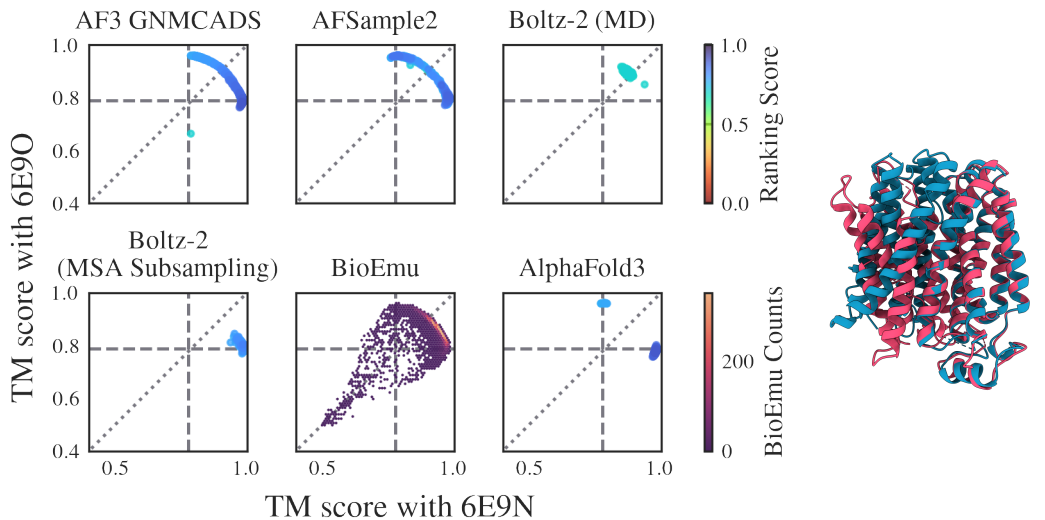 AF3 GNMCADS
AFSample2
Boltz-2 (MD)
1.0
0.8
0.6
0.4
1.0
0.5
0.0
Ranking Score
TM score with 6E9O
Boltz-2
(MSA Subsampling)
BioEmu
AlphaFold3
1.0
0.8
0.6
0.4
0.5
1.0
0.5
1.0
0.5
1.0
200
0
BioEmu Counts
TM score with 6E9N